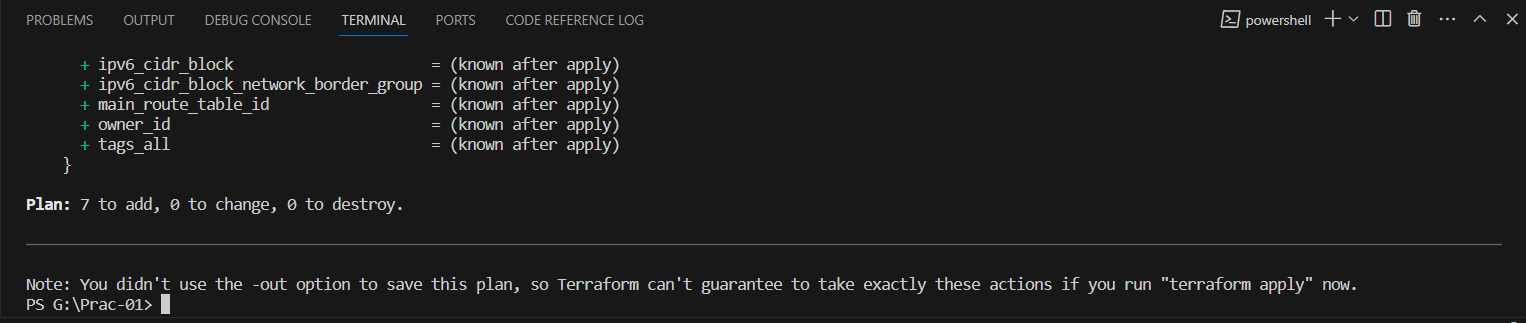 PROBLEMS OUTPUT DEBUG CONSOLE TERMINAL PORTS CODE REFERENCE LOG powershell
+ ipv6_cidr_block = (known after apply)
+ ipv6_cidr_block_network_border_group = (known after apply)
+ main_route_table_id = (known after apply)
+ owner_id = (known after apply)
+ tags_all = (known after apply)
}
Plan: 7 to add, 0 to change, 0 to destroy.
Note: You didn't use the -out option to save this plan, so Terraform can't guarantee to take exactly these actions if you run "terraform apply" now.
PS G:\Prac-01>